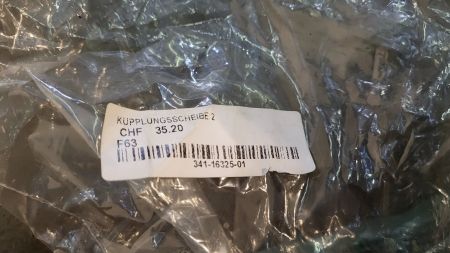 KUPPLUNGSSCHEIBE 2
CHF 35.20
F63
341-16325-01